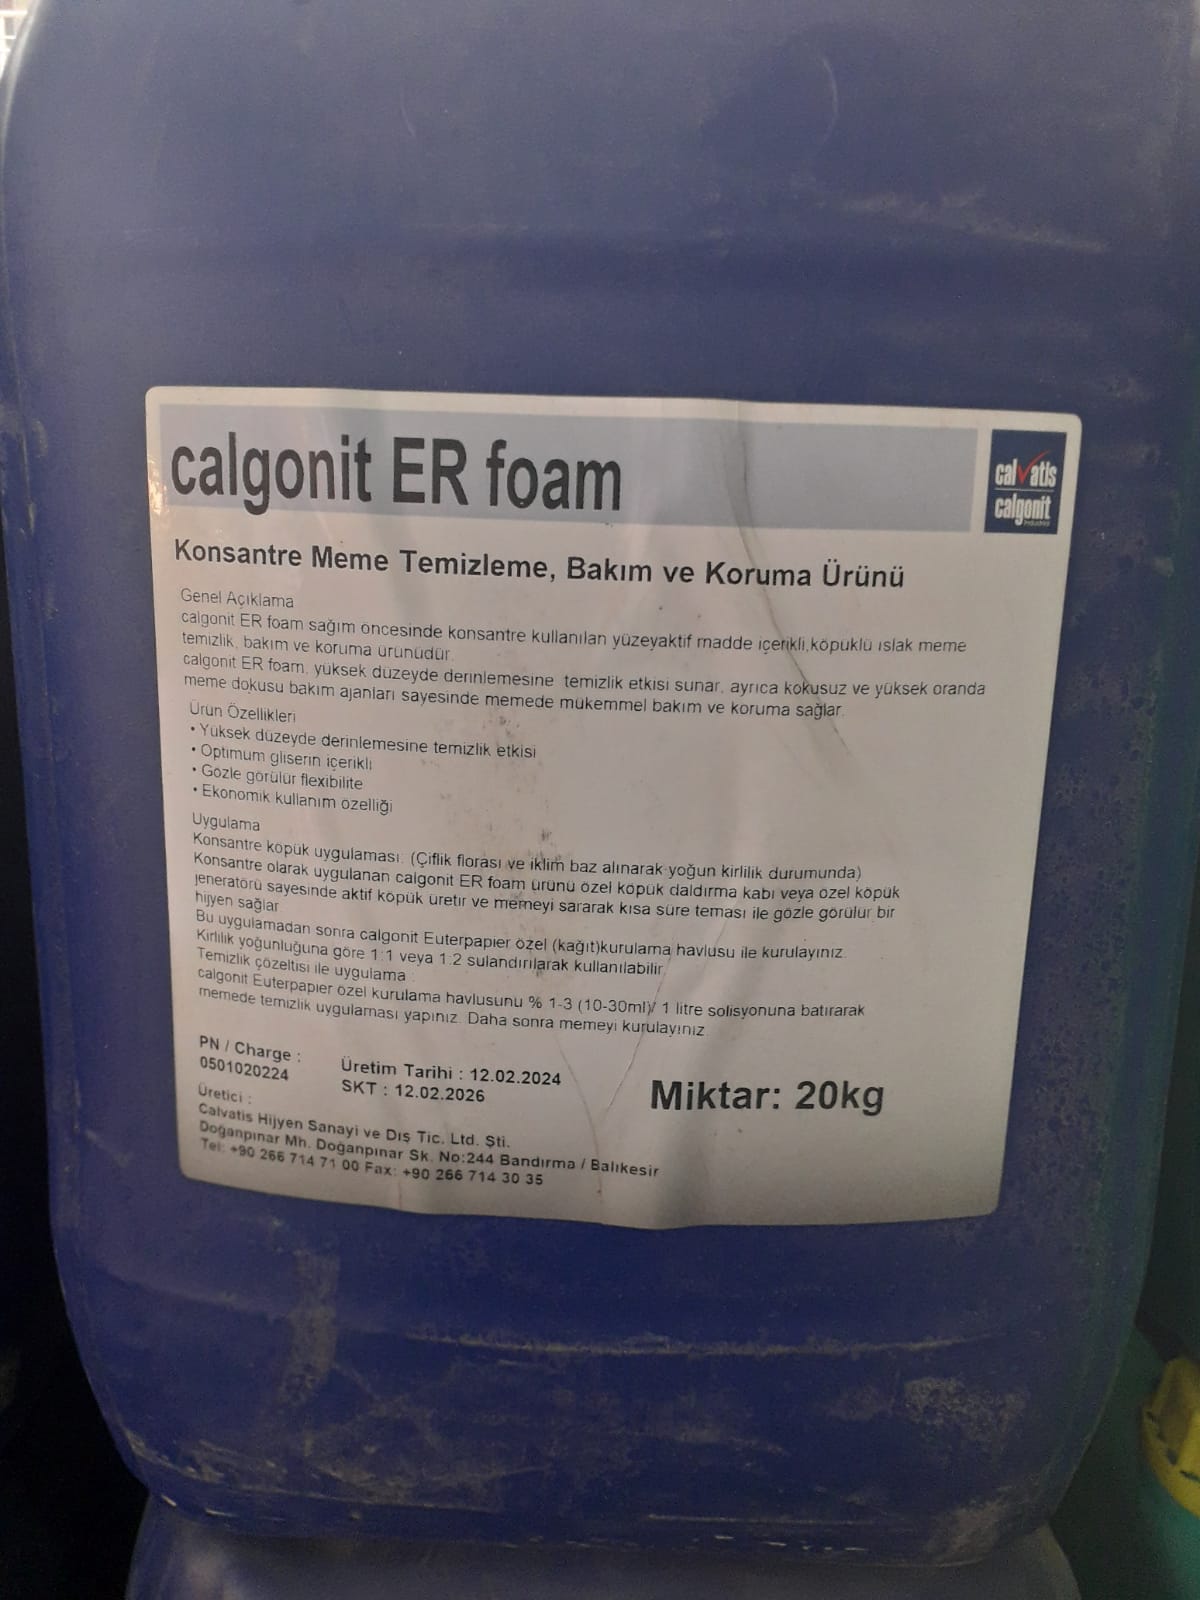 calgonit ER foam
calvatis
calgonit
Konsantre Meme Temizleme, Bakım ve Koruma Ürünü
Genel Açıklama
calgonit ER foam sağım öncesinde konsantre kullanılan yüzeyaktif madde içerikli,köpüklü ıslak meme
temizlik, bakım ve koruma ürünüdür.
calgonit ER foam, yüksek düzeyde derinlemesine temizlik etkisi sunar, ayrıca kokusuz ve yüksek oranda
meme dokusu bakım ajanları sayesinde memede mükemmel bakım ve koruma sağlar.
Ürün Özellikleri
• Yüksek düzeyde derinlemesine temizlik etkisi
• Optimum gliserin içerikli
• Gözle görülür flexibilite
• Ekonomik kullanım özelliği
Uygulama
Konsantre köpük uygulaması: (Çiflik florası ve iklim baz alınarak yoğun kirlilik durumunda)
Konsantre olarak uygulanan calgonit ER foam ürünü özel köpük daldırma kabı veya özel köpük
jeneratörü sayesinde aktif köpük üretir ve memeyi sararak kısa süre teması ile gözle görülür bir
hijyen sağlar.
Bu uygulamadan sonra calgonit Euterpapier özel (kağıt)kurulama havlusu ile kurulayınız.
Kirlilik yoğunluğuna göre 1:1 veya 1:2 sulandırılarak kullanılabilir.
Temizlik çözeltisi ile uygulama :
calgonit Euterpapier özel kurulama havlusunu % 1-3 (10-30ml)/ 1 litre solisyonuna batırarak
memede temizlik uygulaması yapınız. Daha sonra memeyi kurulayınız.
PN / Charge :
0501020224
Üretim Tarihi : 12.02.2024
SKT : 12.02.2026
Miktar: 20kg
Üretici :
Calvatis Hijyen Sanayi ve Dış Tic. Ltd. Şti.
Doğanpınar Mh. Doğanpınar Sk. No:244 Bandırma / Balıkesir
Tel: +90 266 714 71 00 Fax: +90 266 714 30 35